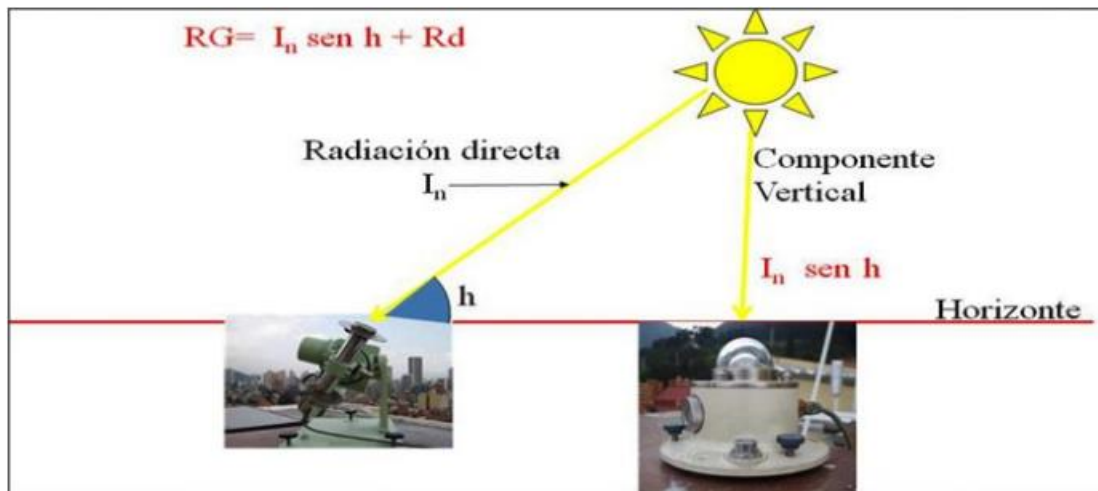 RG= Iₙ sen h + Rd
Radiación directa
Iₙ
Componente
Vertical
Iₙ sen h
h
Horizonte